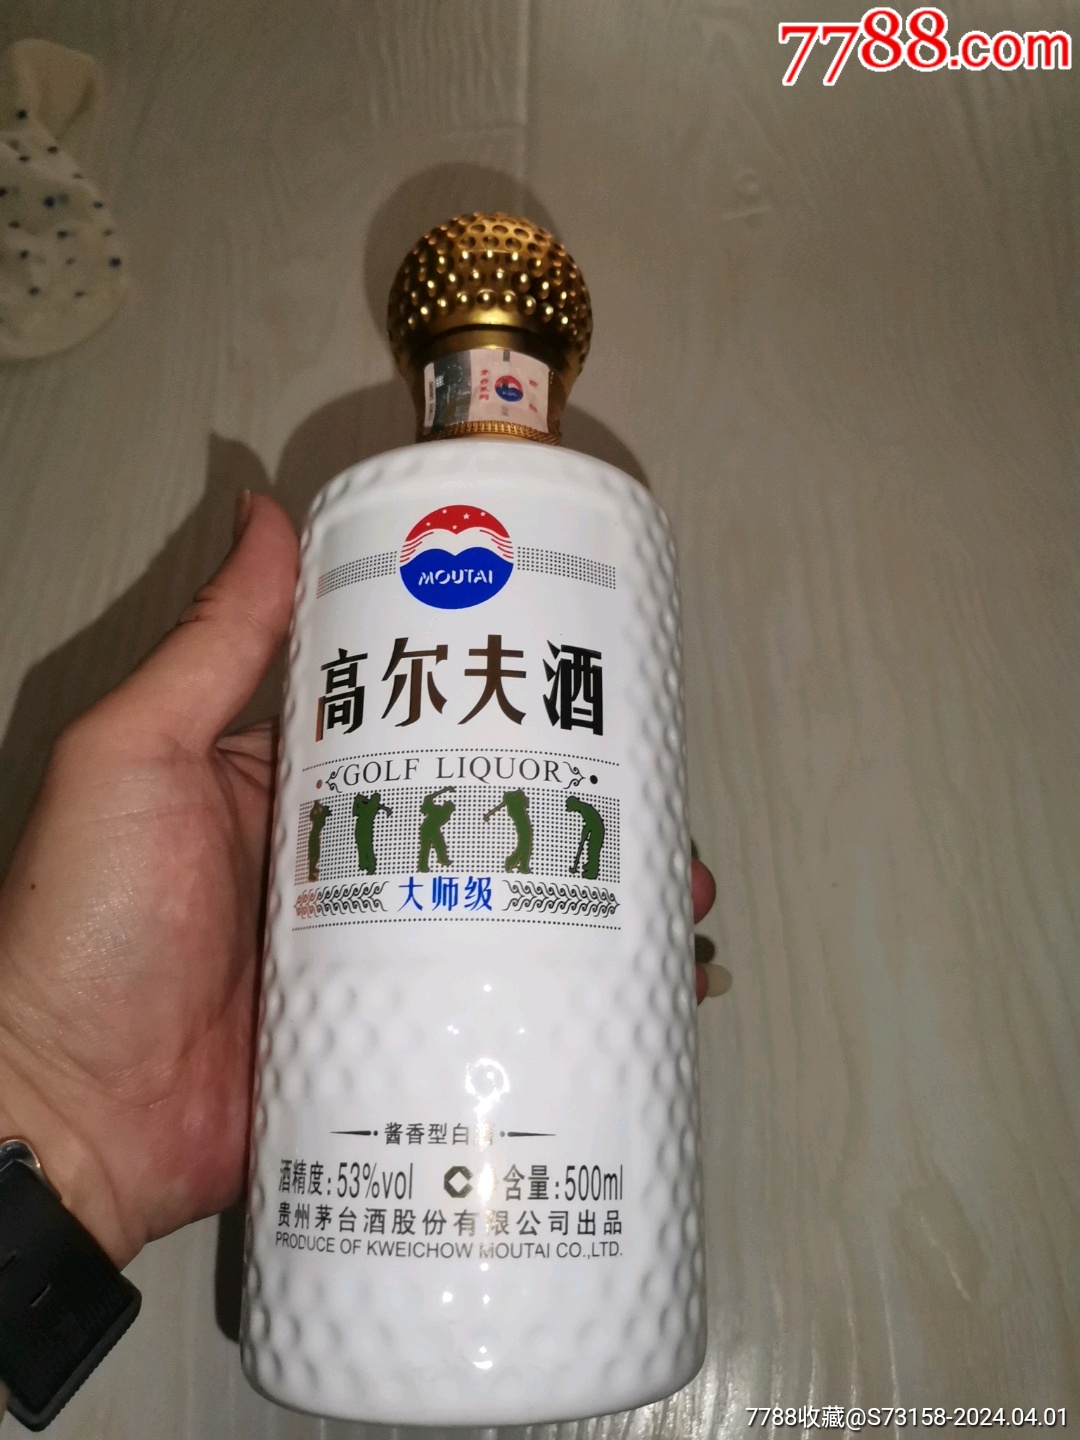 7788.com
MOUTAI
高尔夫酒
GOLF LIQUOR
大师级
酱香型白酒
酒精度:53%vol 含量:500ml
贵州茅台酒股份有限公司出品
PRODUCE OF KWEICHOW MOUTAI CO.,LTD.
7788收藏@S73158-2024.04.01